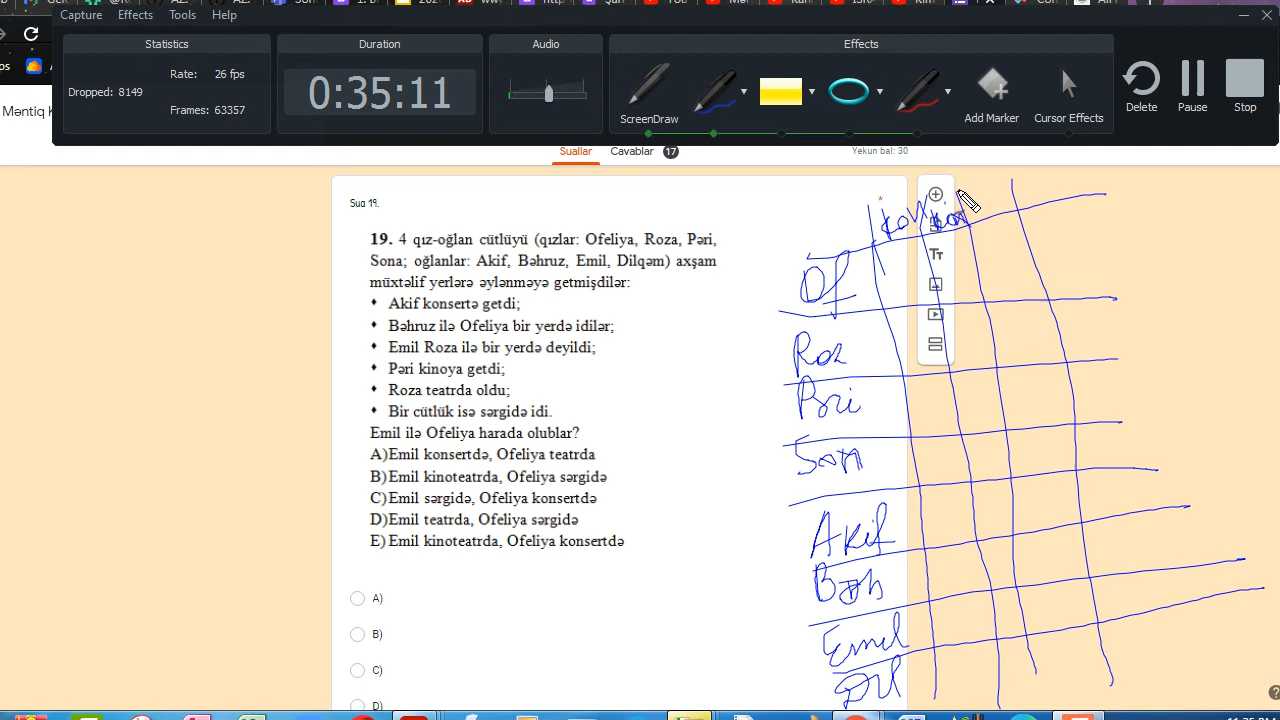 Capture Effects Tools Help
Statistics
Duration
Audio
Effects
Rate: 26 fps
Dropped: 8149
Frames: 63357
0:35:11
ScreenDraw
Add Marker
Cursor Effects
Delete
Pause
Stop
Məntiq
Suallar
Cavablar 17
Yekun bal: 30
Sua 19.
*
19. 4 qız-oğlan cütlüyü (qızlar: Ofeliya, Roza, Pəri,
Sona; oğlanlar: Akif, Bəhruz, Emil, Dilqəm) axşam
müxtəlif yerlərə əylənməyə getmişdilər:
♦ Akif konsertə getdi;
♦ Bəhruz ilə Ofeliya bir yerdə idilər;
♦ Emil Roza ilə bir yerdə deyildi;
♦ Pəri kinoya getdi;
♦ Roza teatrda oldu;
♦ Bir cütlük isə sərgidə idi.
Emil ilə Ofeliya harada olublar?
A)Emil konsertdə, Ofeliya teatrda
B)Emil kinoteatrda, Ofeliya sərgidə
C)Emil sərgidə, Ofeliya konsertdə
D)Emil teatrda, Ofeliya sərgidə
E)Emil kinoteatrda, Ofeliya konsertdə
A)
B)
C)
D)
Of
Roz
Pəri
Son
Akif
Bəh
Emil
Dil
Tт